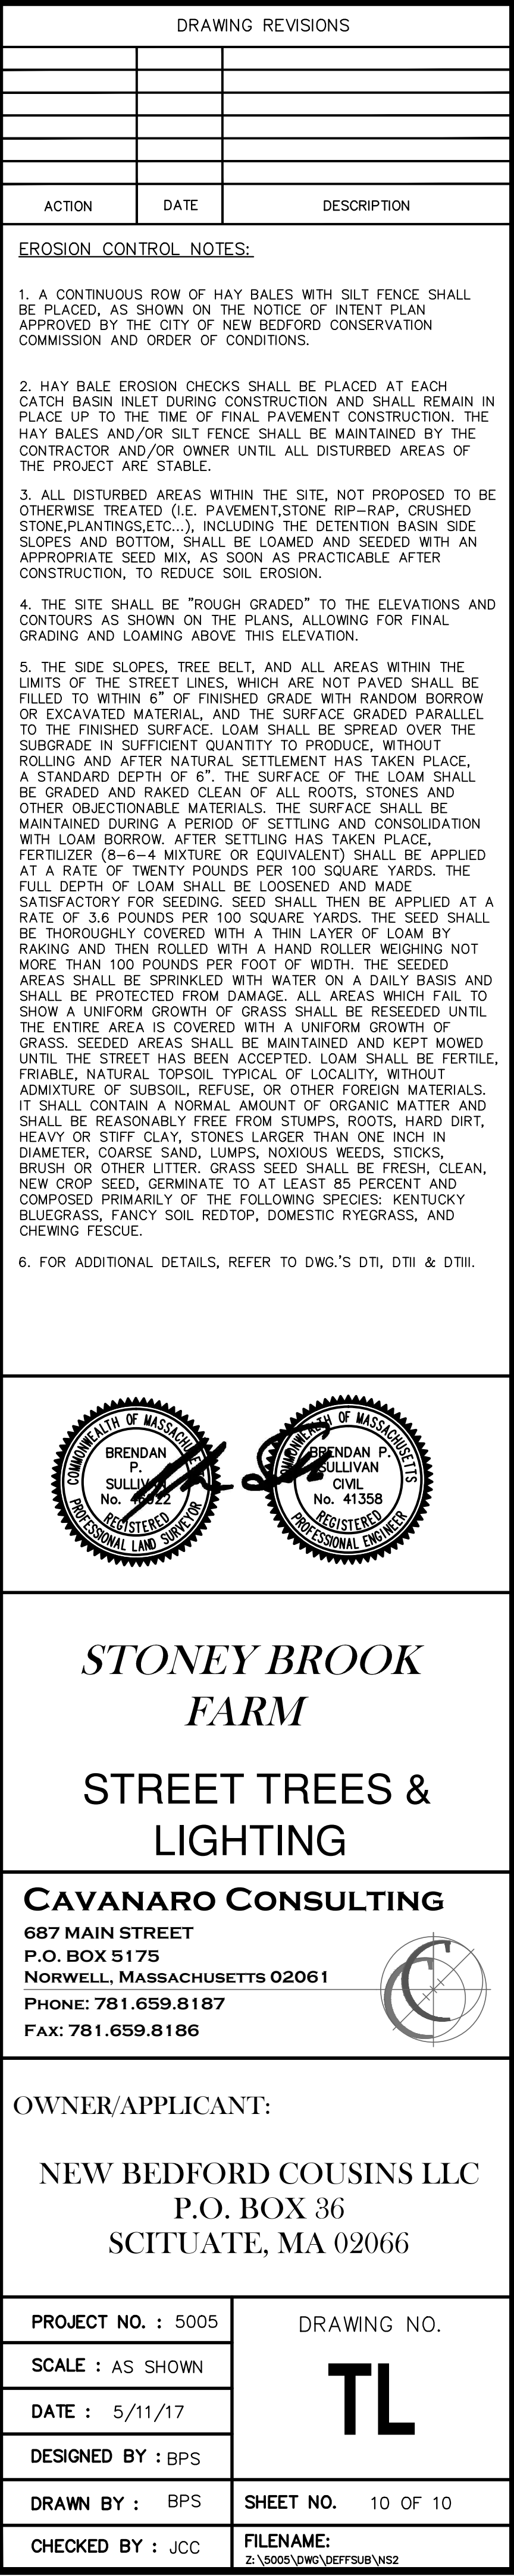 DRAWING REVISIONS
ACTION DATE DESCRIPTION
EROSION CONTROL NOTES:
1. A CONTINUOUS ROW OF HAY BALES WITH SILT FENCE SHALL
BE PLACED, AS SHOWN ON THE NOTICE OF INTENT PLAN
APPROVED BY THE CITY OF NEW BEDFORD CONSERVATION
COMMISSION AND ORDER OF CONDITIONS.
2. HAY BALE EROSION CHECKS SHALL BE PLACED AT EACH
CATCH BASIN INLET DURING CONSTRUCTION AND SHALL REMAIN IN
PLACE UP TO THE TIME OF FINAL PAVEMENT CONSTRUCTION. THE
HAY BALES AND/OR SILT FENCE SHALL BE MAINTAINED BY THE
CONTRACTOR AND/OR OWNER UNTIL ALL DISTURBED AREAS OF
THE PROJECT ARE STABLE.
3. ALL DISTURBED AREAS WITHIN THE SITE, NOT PROPOSED TO BE
OTHERWISE TREATED (I.E. PAVEMENT,STONE RIP-RAP, CRUSHED
STONE,PLANTINGS,ETC...), INCLUDING THE DETENTION BASIN SIDE
SLOPES AND BOTTOM, SHALL BE LOAMED AND SEEDED WITH AN
APPROPRIATE SEED MIX, AS SOON AS PRACTICABLE AFTER
CONSTRUCTION, TO REDUCE SOIL EROSION.
4. THE SITE SHALL BE "ROUGH GRADED" TO THE ELEVATIONS AND
CONTOURS AS SHOWN ON THE PLANS, ALLOWING FOR FINAL
GRADING AND LOAMING ABOVE THIS ELEVATION.
5. THE SIDE SLOPES, TREE BELT, AND ALL AREAS WITHIN THE
LIMITS OF THE STREET LINES, WHICH ARE NOT PAVED SHALL BE
FILLED TO WITHIN 6" OF FINISHED GRADE WITH RANDOM BORROW
OR EXCAVATED MATERIAL, AND THE SURFACE GRADED PARALLEL
TO THE FINISHED SURFACE. LOAM SHALL BE SPREAD OVER THE
SUBGRADE IN SUFFICIENT QUANTITY TO PRODUCE, WITHOUT
ROLLING AND AFTER NATURAL SETTLEMENT HAS TAKEN PLACE,
A STANDARD DEPTH OF 6". THE SURFACE OF THE LOAM SHALL
BE GRADED AND RAKED CLEAN OF ALL ROOTS, STONES AND
OTHER OBJECTIONABLE MATERIALS. THE SURFACE SHALL BE
MAINTAINED DURING A PERIOD OF SETTLING AND CONSOLIDATION
WITH LOAM BORROW. AFTER SETTLING HAS TAKEN PLACE,
FERTILIZER (8-6-4 MIXTURE OR EQUIVALENT) SHALL BE APPLIED
AT A RATE OF TWENTY POUNDS PER 100 SQUARE YARDS. THE
FULL DEPTH OF LOAM SHALL BE LOOSENED AND MADE
SATISFACTORY FOR SEEDING. SEED SHALL THEN BE APPLIED AT A
RATE OF 3.6 POUNDS PER 100 SQUARE YARDS. THE SEED SHALL
BE THOROUGHLY COVERED WITH A THIN LAYER OF LOAM BY
RAKING AND THEN ROLLED WITH A HAND ROLLER WEIGHING NOT
MORE THAN 100 POUNDS PER FOOT OF WIDTH. THE SEEDED
AREAS SHALL BE SPRINKLED WITH WATER ON A DAILY BASIS AND
SHALL BE PROTECTED FROM DAMAGE. ALL AREAS WHICH FAIL TO
SHOW A UNIFORM GROWTH OF GRASS SHALL BE RESEEDED UNTIL
THE ENTIRE AREA IS COVERED WITH A UNIFORM GROWTH OF
GRASS. SEEDED AREAS SHALL BE MAINTAINED AND KEPT MOWED
UNTIL THE STREET HAS BEEN ACCEPTED. LOAM SHALL BE FERTILE,
FRIABLE, NATURAL TOPSOIL TYPICAL OF LOCALITY, WITHOUT
ADMIXTURE OF SUBSOIL, REFUSE, OR OTHER FOREIGN MATERIALS.
IT SHALL CONTAIN A NORMAL AMOUNT OF ORGANIC MATTER AND
SHALL BE REASONABLY FREE FROM STUMPS, ROOTS, HARD DIRT,
HEAVY OR STIFF CLAY, STONES LARGER THAN ONE INCH IN
DIAMETER, COARSE SAND, LUMPS, NOXIOUS WEEDS, STICKS,
BRUSH OR OTHER LITTER. GRASS SEED SHALL BE FRESH, CLEAN,
NEW CROP SEED, GERMINATE TO AT LEAST 85 PERCENT AND
COMPOSED PRIMARILY OF THE FOLLOWING SPECIES: KENTUCKY
BLUEGRASS, FANCY SOIL REDTOP, DOMESTIC RYEGRASS, AND
CHEWING FESCUE.
6. FOR ADDITIONAL DETAILS, REFER TO DWG.'S DTI, DTII & DTIII.
COMMONWEALTH OF MASSACHUSETTS
BRENDAN
P.
SULLIVAN
No.
REGISTERED
PROFESSIONAL LAND SURVEYOR
COMMONWEALTH OF MASSACHUSETTS
BRENDAN P.
SULLIVAN
CIVIL
No. 41358
REGISTERED
PROFESSIONAL ENGINEER
STONEY BROOK
FARM
STREET TREES &
LIGHTING
CAVANARO CONSULTING
687 MAIN STREET
P.O. BOX 5175
NORWELL, MASSACHUSETTS 02061
PHONE: 781.659.8187
FAX: 781.659.8186
CC
OWNER/APPLICANT:
NEW BEDFORD COUSINS LLC
P.O. BOX 36
SCITUATE, MA 02066
PROJECT NO. : 5005
SCALE : AS SHOWN
DATE : 5/11/17
DESIGNED BY : BPS
DRAWN BY : BPS
CHECKED BY : JCC
DRAWING NO.
TL
SHEET NO. 10 OF 10
FILENAME:
Z:\5005\DWG\DEFFSUB\NS2